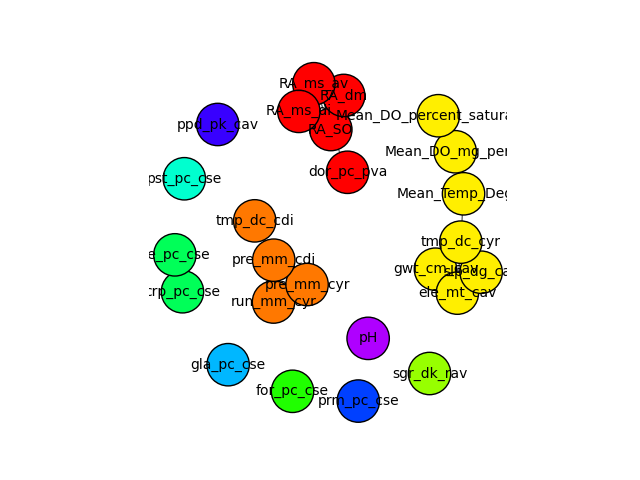 RA_ms_av
RA_dm
RA_ms_di
Mean_DO_percent_satura
ppd_pk_cav
RA_SO
Mean_DO_mg_per
dor_pc_pva
pst_pc_cse
Mean_Temp_Deg
tmp_dc_cdi
tmp_dc_cyr
e_pc_cse
pre_mm_cdi
gwt_cm_cav
pre_mm_cyr
crp_pc_cse
ele_mt_cav
run_mm_cyr
pH
gla_pc_cse
sgr_dk_rav
for_pc_cse
prm_pc_cse